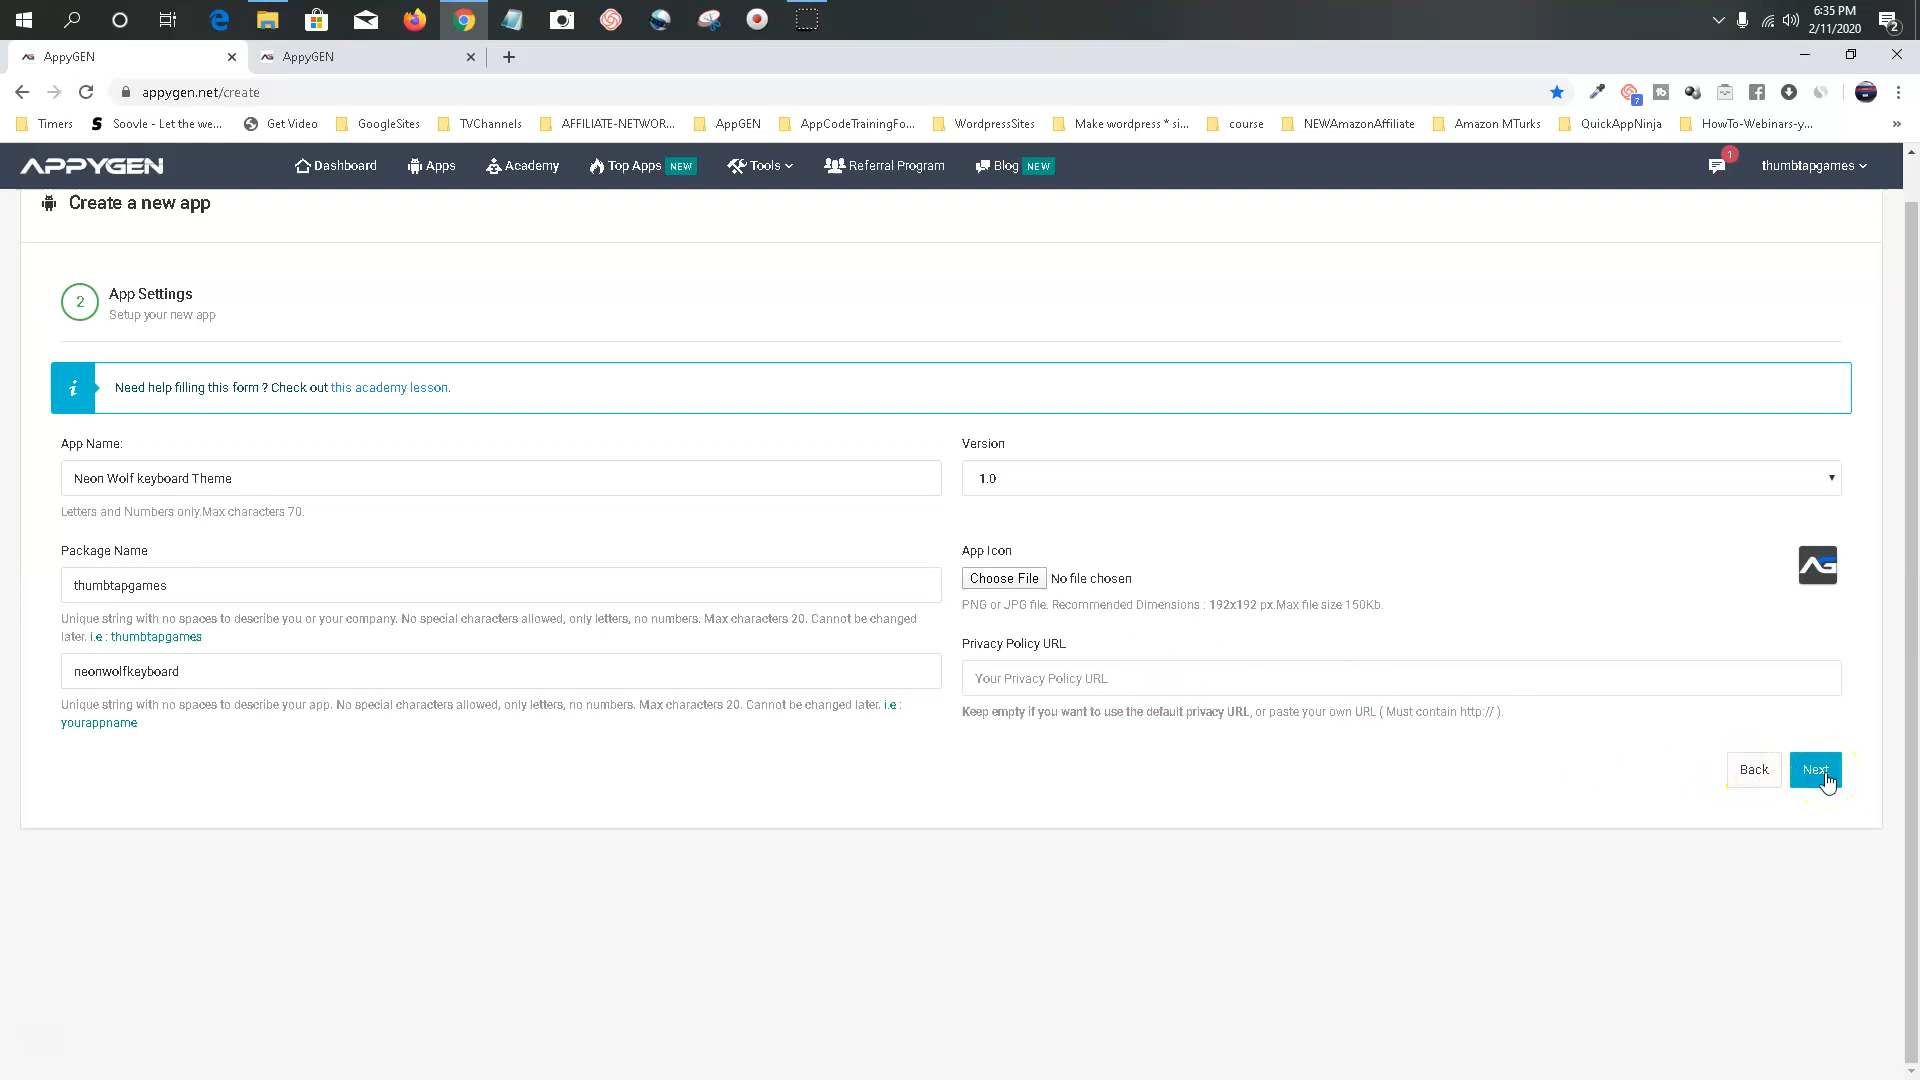 6:35 PM
2/11/2020
2
AppyGEN
AppyGEN
appygen.net/create
7
Timers
Soovle - Let the we...
Get Video
GoogleSites
TVChannels
AFFILIATE-NETWOR...
AppGEN
AppCodeTrainingFo...
WordpressSites
Make wordpress * si...
course
NEWAmazonAffiliate
Amazon MTurks
QuickAppNinja
HowTo-Webinars-y...
»
APPYGEN
Dashboard
Apps
Academy
Top Apps NEW
Tools
Referral Program
Blog NEW
1
thumbtapgames
Create a new app
2
App Settings
Setup your new app
i
Need help filling this form ? Check out this academy lesson.
App Name:
Neon Wolf keyboard Theme
Letters and Numbers only.Max characters 70.
Package Name
thumbtapgames
Unique string with no spaces to describe you or your company. No special characters allowed, only letters, no numbers. Max characters 20. Cannot be changed
later. i.e : thumbtapgames
neonwolfkeyboard
Unique string with no spaces to describe your app. No special characters allowed, only letters, no numbers. Max characters 20. Cannot be changed later. i.e :
yourappname
Version
1.0
App Icon
Choose File No file chosen
AG
PNG or JPG file. Recommended Dimensions : 192x192 px.Max file size 150Kb.
Privacy Policy URL
Your Privacy Policy URL
Keep empty if you want to use the default privacy URL, or paste your own URL ( Must contain http:// ).
Back
Next